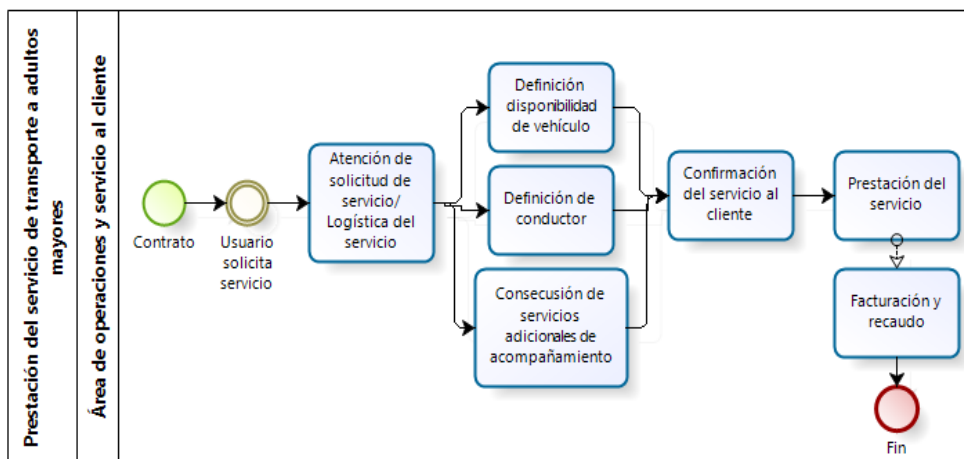 Prestación del servicio de transporte a adultos
mayores
Área de operaciones y servicio al cliente
Contrato
Usuario
solicita
servicio
Atención de
solicitud de
servicio/
Logística del
servicio
Definición
disponibilidad
de vehículo
Definición de
conductor
Consecusión de
servicios
adicionales de
acompañamiento
Confirmación
del servicio al
cliente
Prestación del
servicio
Facturación y
recaudo
Fin